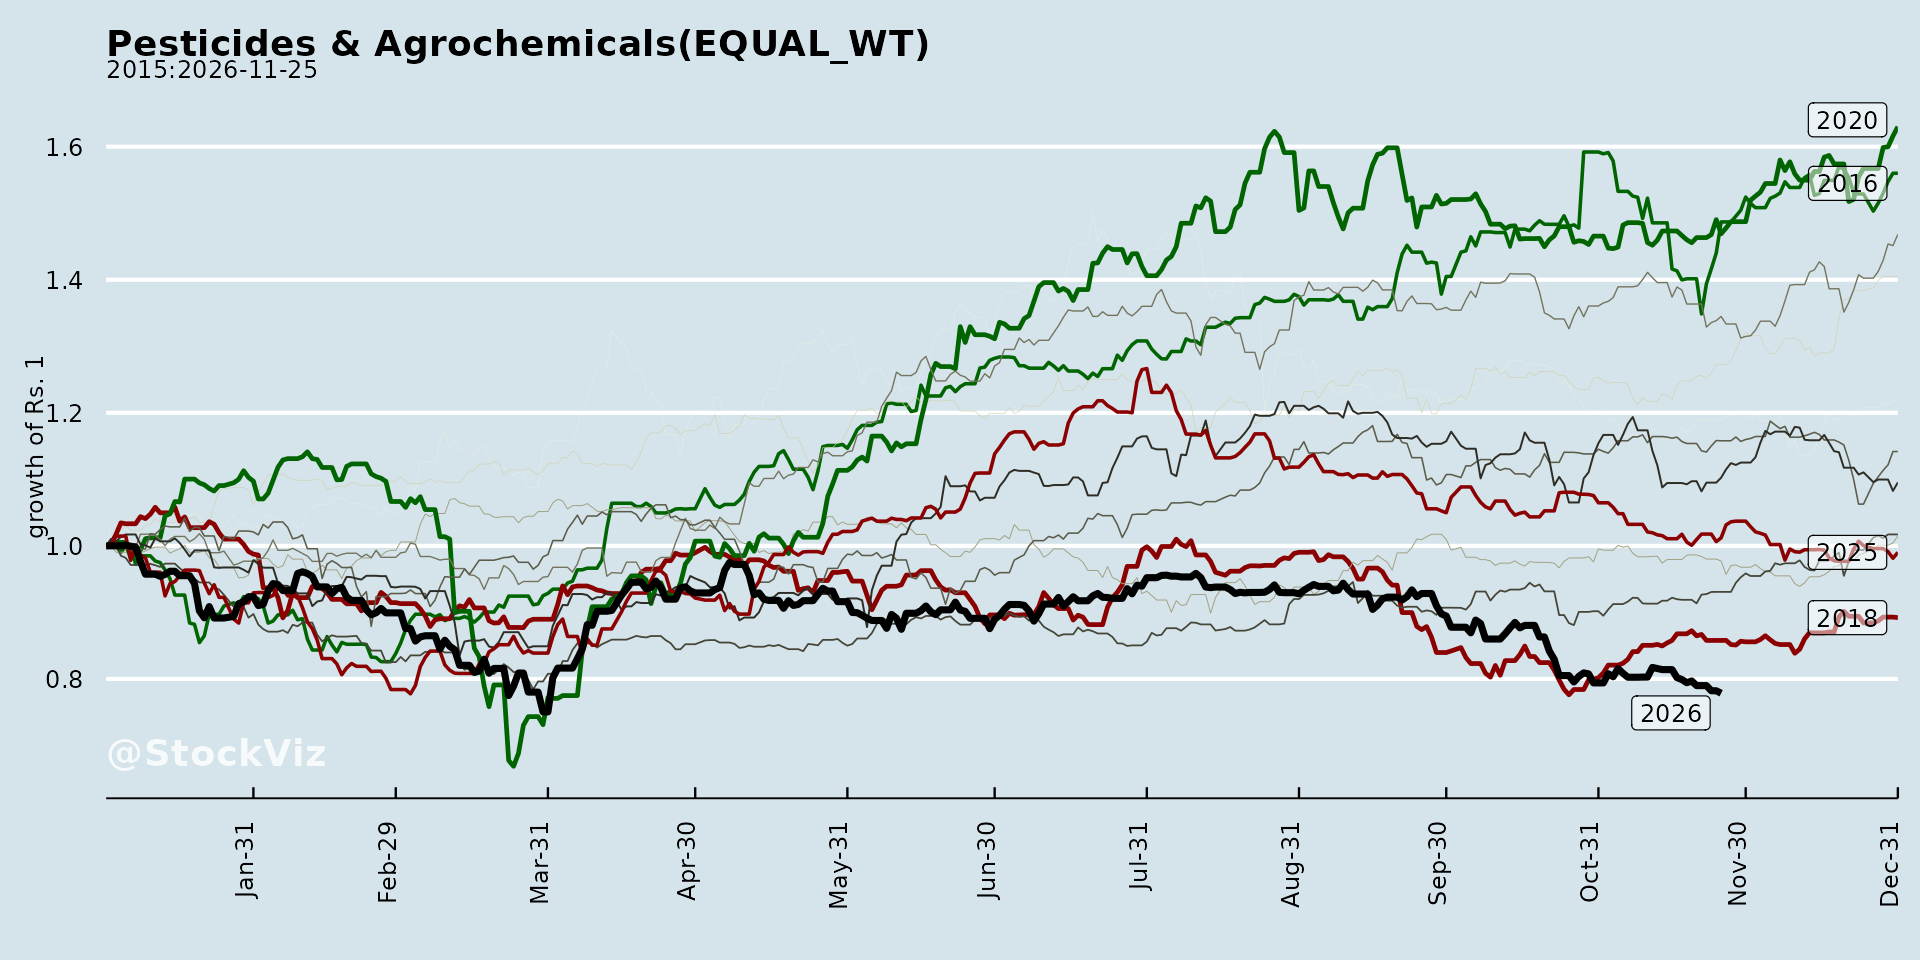 Pesticides & Agrochemicals(EQUAL_WT)
2015:2026-11-25
growth of Rs. 1
1.6
1.4
1.2
1.0
0.8
2020
2016
2025
2018
2026
@StockViz
Jan-31
Feb-29
Mar-31
Apr-30
May-31
Jun-30
Jul-31
Aug-31
Sep-30
Oct-31
Nov-30
Dec-31